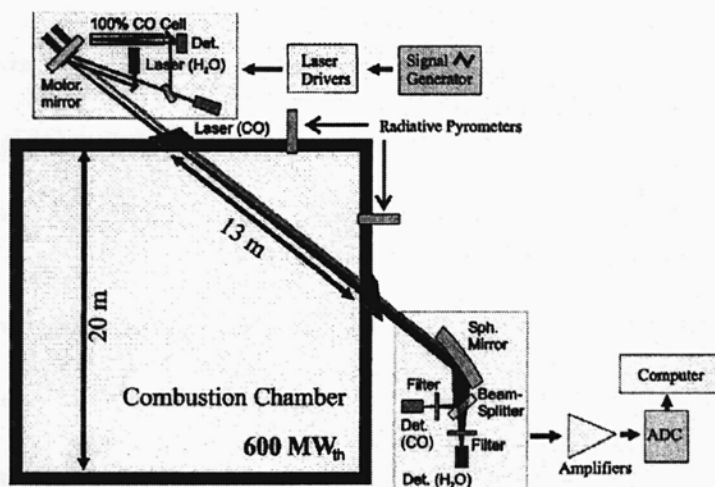 100% CO Cell
Det.
Laser (H₂O)
Motor.
mirror
Laser (CO)
Laser
Drivers
Signal
Generator
Radiative Pyrometers
13 m
20 m
Combustion Chamber
600 MWth
Sph.
Mirror
Filter
Beam-
Splitter
Det.
(CO)
Filter
Det. (H₂O)
Amplifiers
ADC
Computer